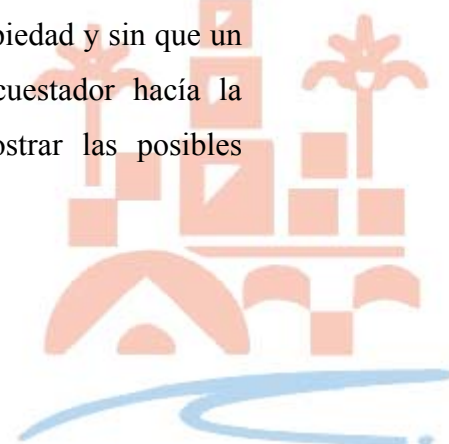 piedad y sin que un
cuestador hacía la
ostrar las posibles